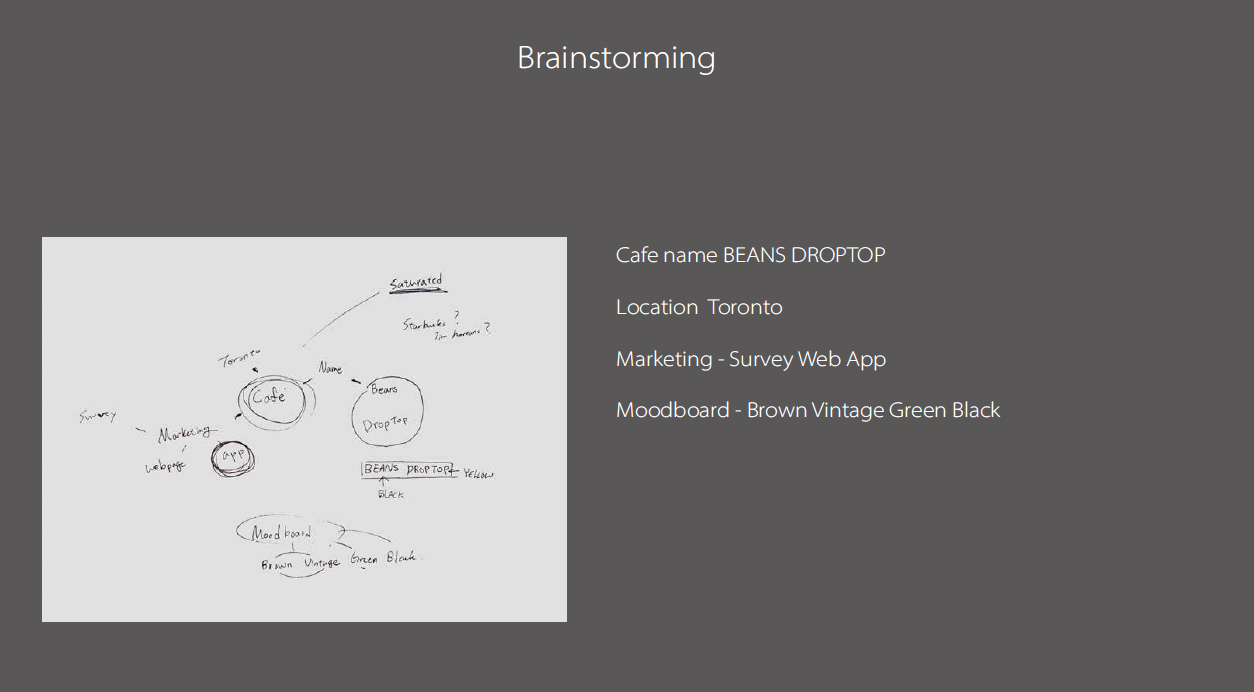 Brainstorming
Saturated
Starbucks ?
Tim hortons ?
Toronto
Name
Café
Beans
DropTop
Survey
Marketing
app
webpage
BEANS DROPTOP
YELLOW
BLACK
Moodboard
Brown Vintage Green Black
Cafe name BEANS DROPTOP
Location Toronto
Marketing - Survey Web App
Moodboard - Brown Vintage Green Black